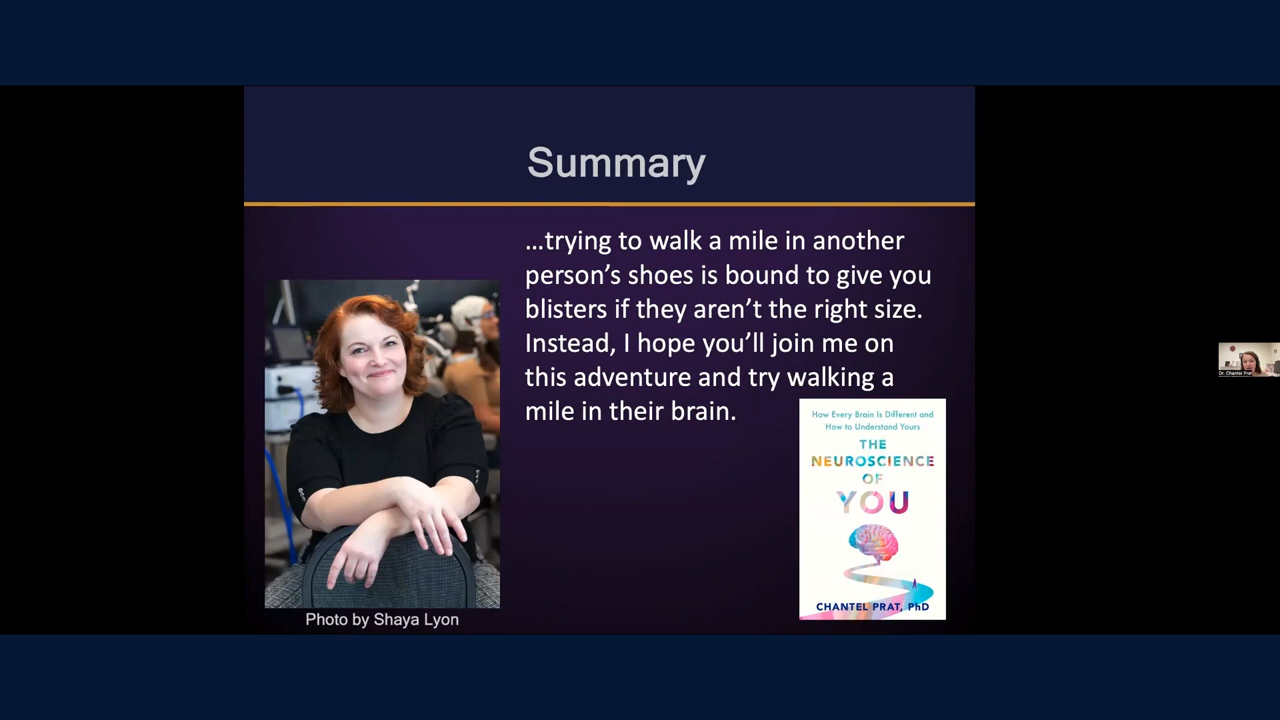 Summary
...trying to walk a mile in another
person's shoes is bound to give you
blisters if they aren't the right size.
Instead, I hope you'll join me on
this adventure and try walking a
mile in their brain.
How Every Brain Is Different and
How to Understand Yours
THE
NEUROSCIENCE
OF
YOU
CHANTEL PRAT, PhD
Photo by Shaya Lyon
Dr. Chantel Prat